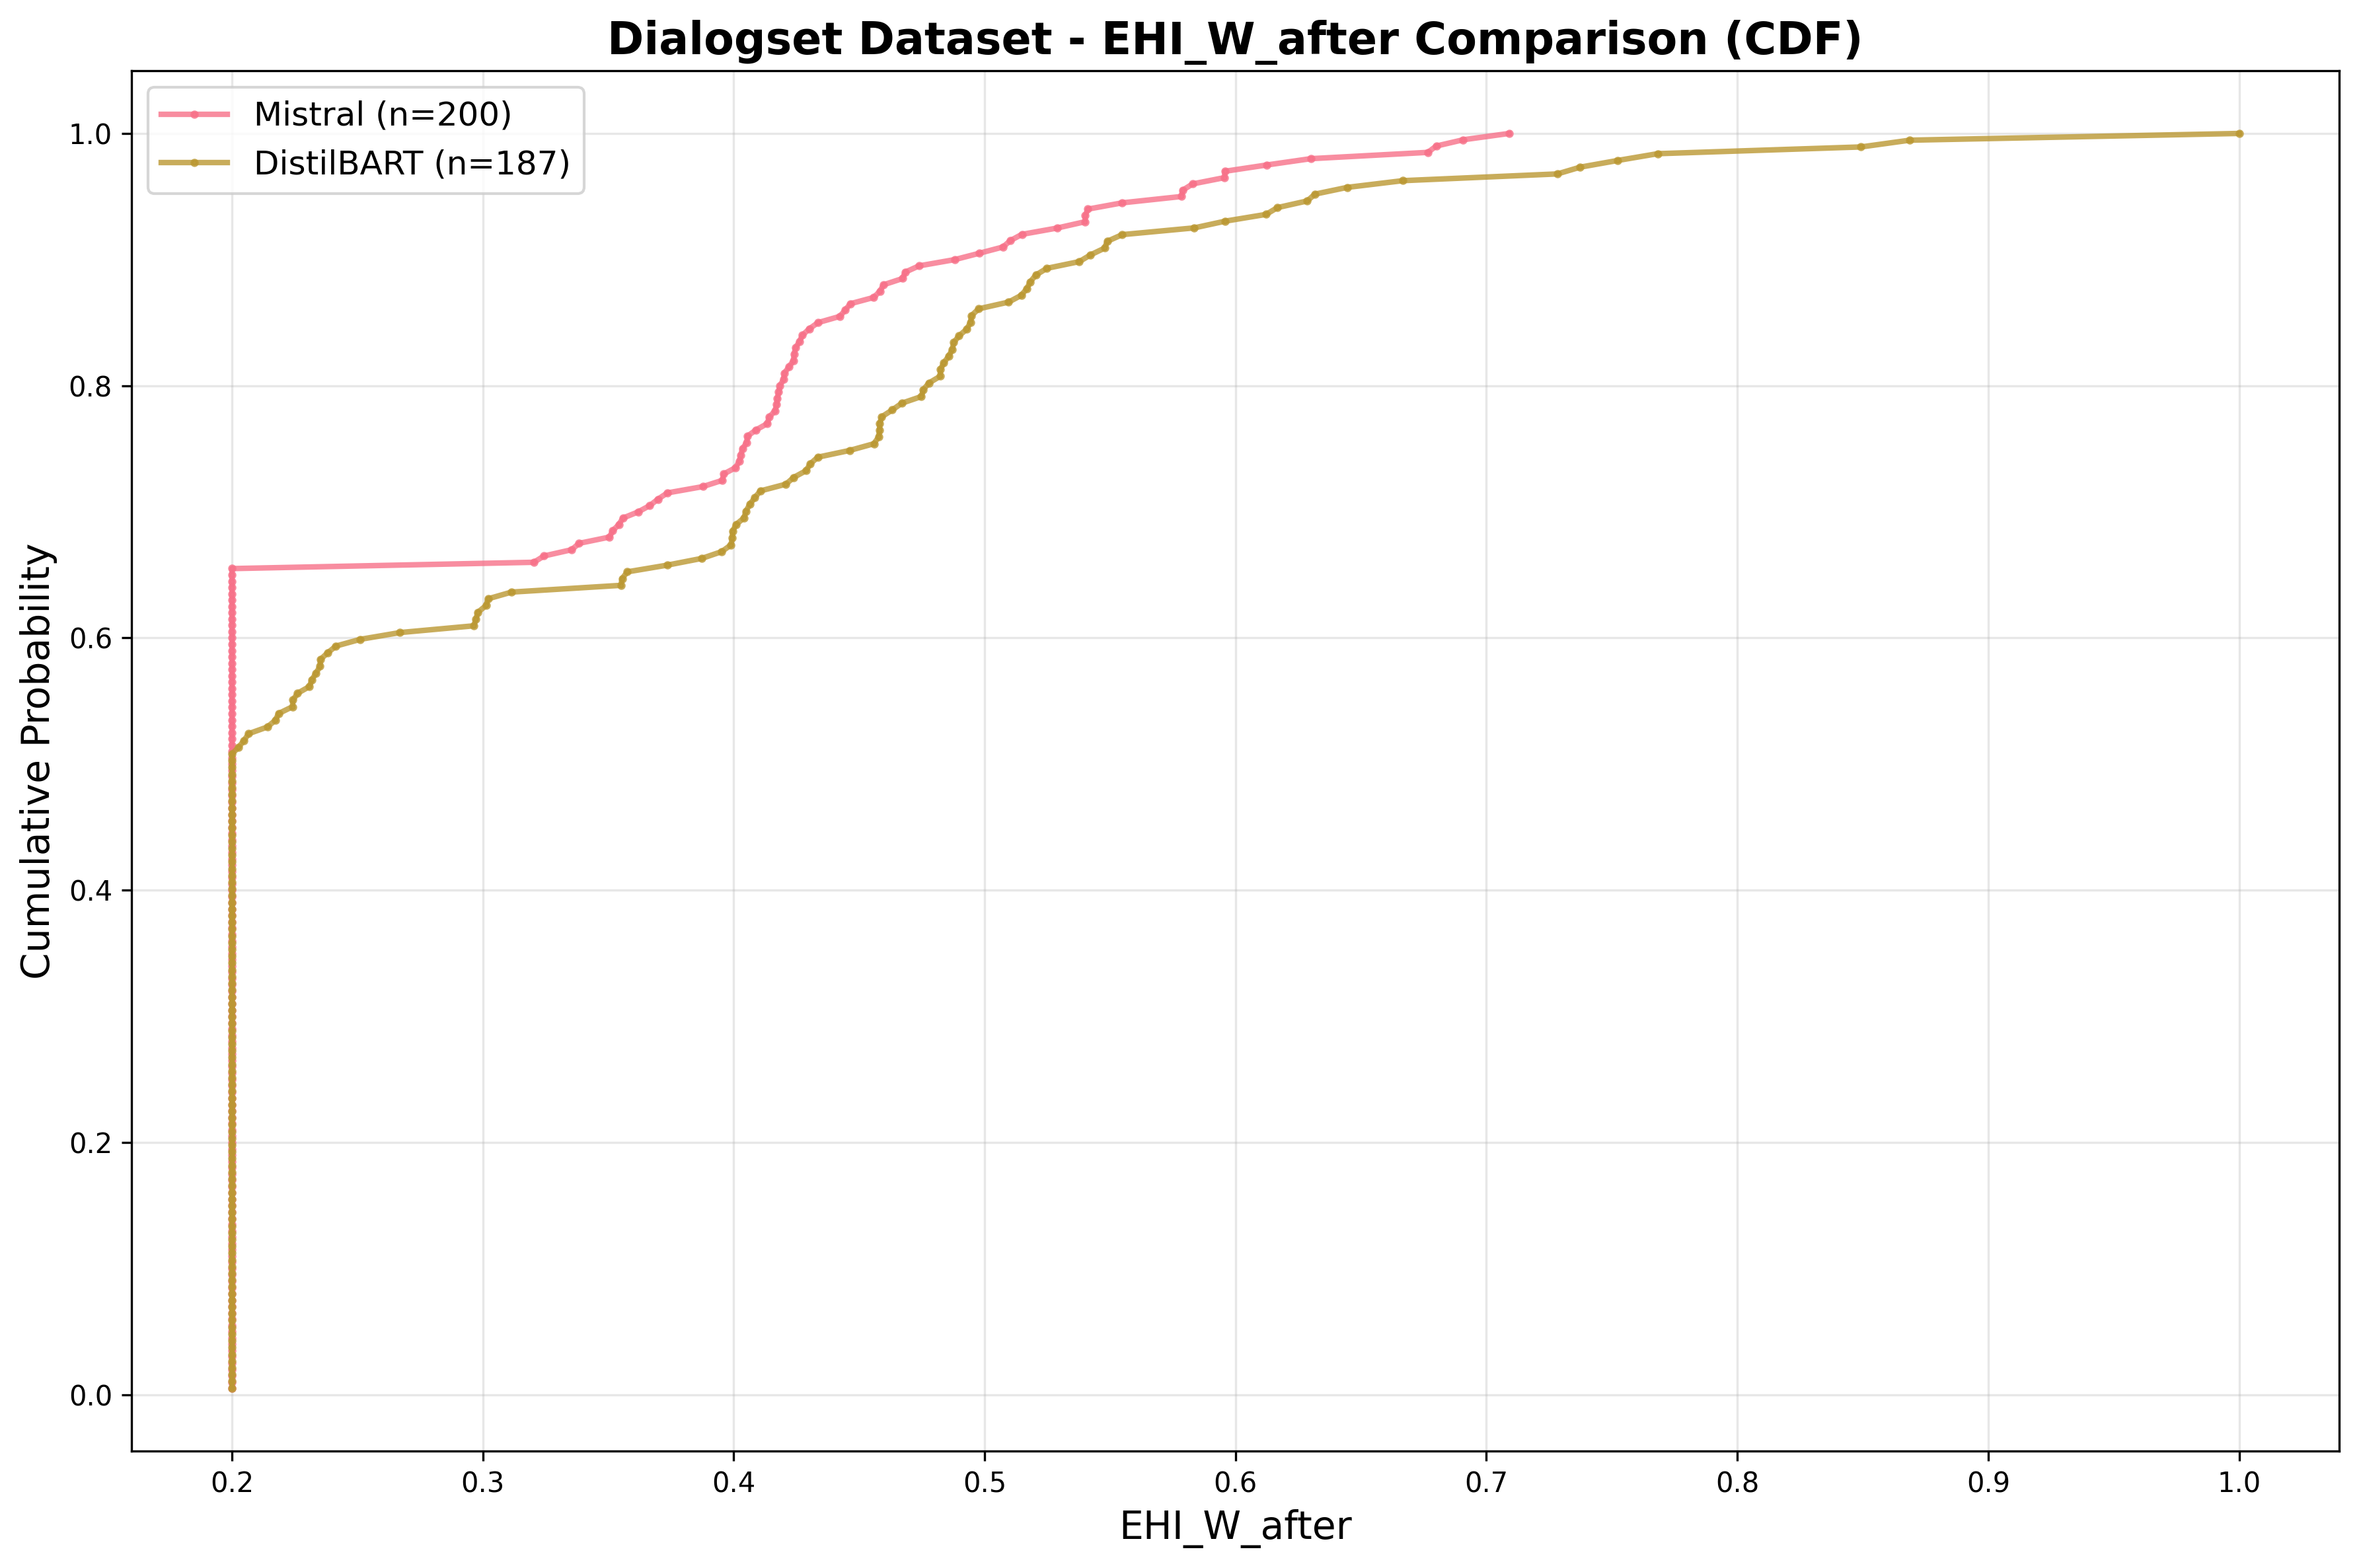 Dialogset Dataset - EHI_W_after Comparison (CDF)
Mistral (n=200)
DistilBART (n=187)
Cumulative Probability
1.0
0.8
0.6
0.4
0.2
0.0
0.2 0.3 0.4 0.5 0.6 0.7 0.8 0.9 1.0
EHI_W_after